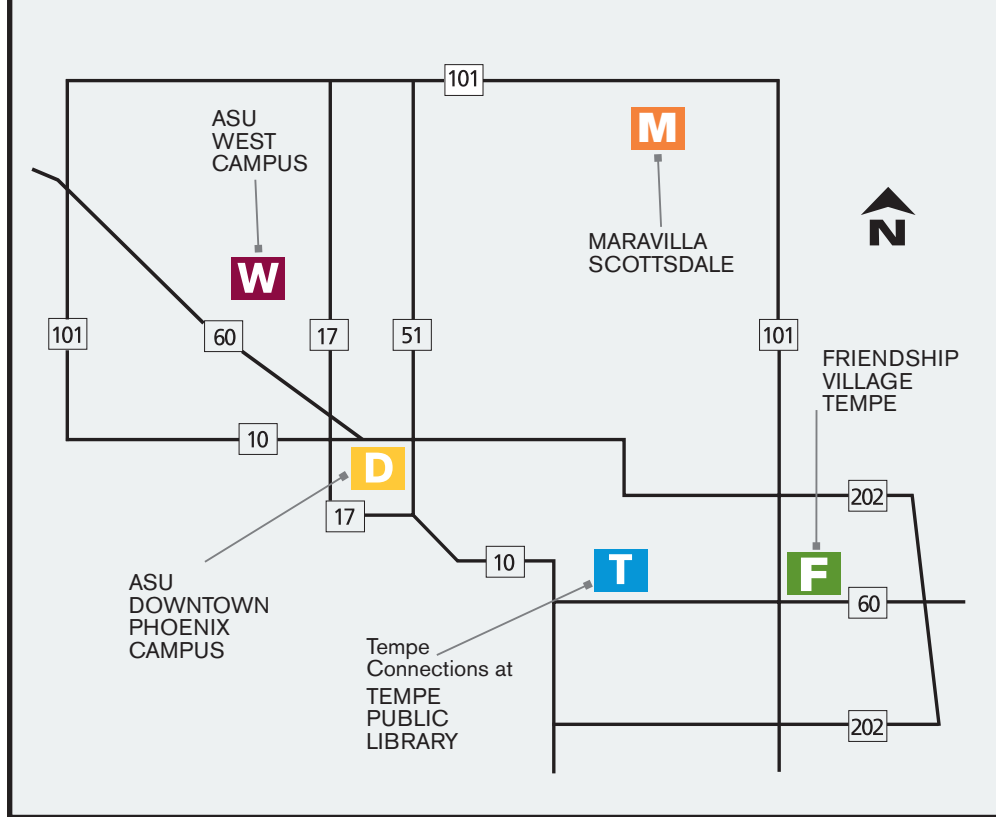 101
ASU
WEST
CAMPUS
M
W
MARAVILLA
SCOTTSDALE
N
101
60
17
51
101
FRIENDSHIP
VILLAGE
TEMPE
10
D
202
17
10
T
F
ASU
DOWNTOWN
PHOENIX
CAMPUS
60
Tempe
Connections at
TEMPE
PUBLIC
LIBRARY
202